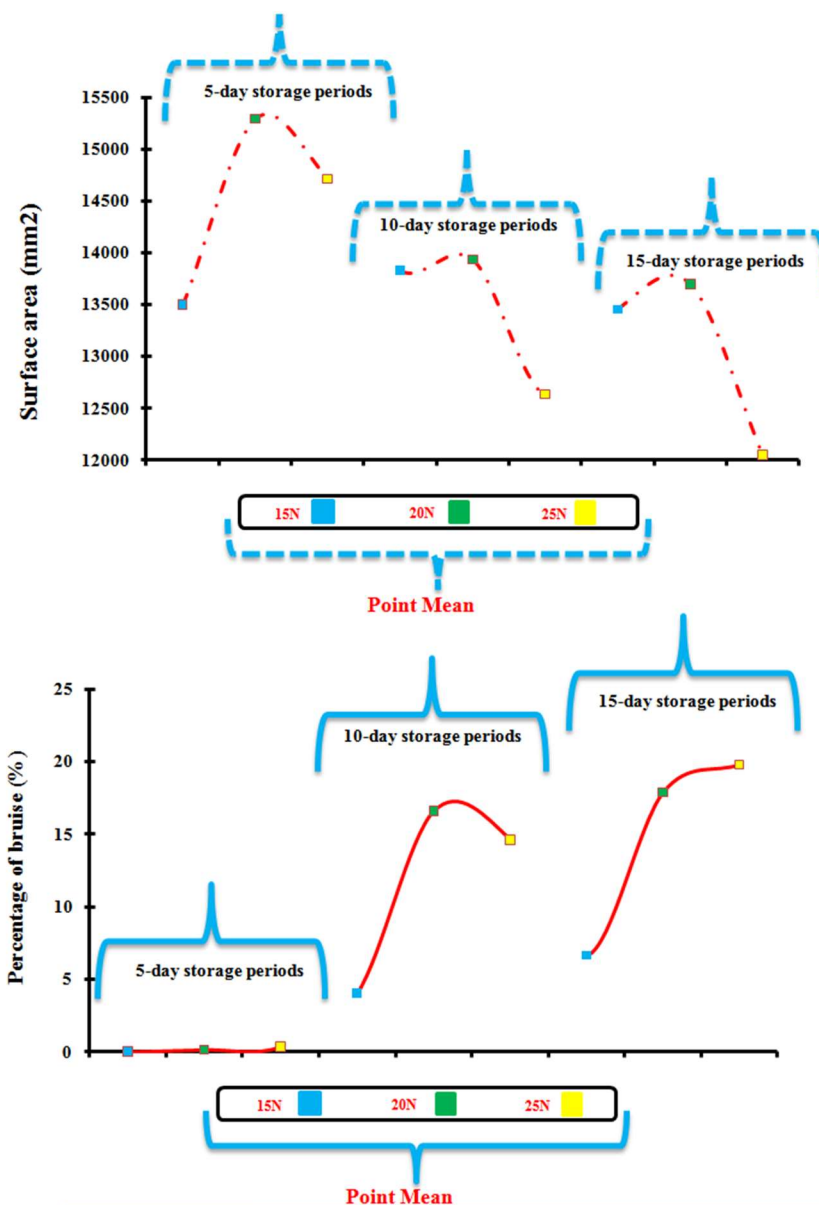 5-day storage periods
10-day storage periods
15-day storage periods
Surface area (mm2)
15500
15000
14500
14000
13500
13000
12500
12000
15N 20N 25N
Point Mean
15-day storage periods
10-day storage periods
5-day storage periods
Percentage of bruise (%)
25
20
15
10
5
0
15N 20N 25N
Point Mean